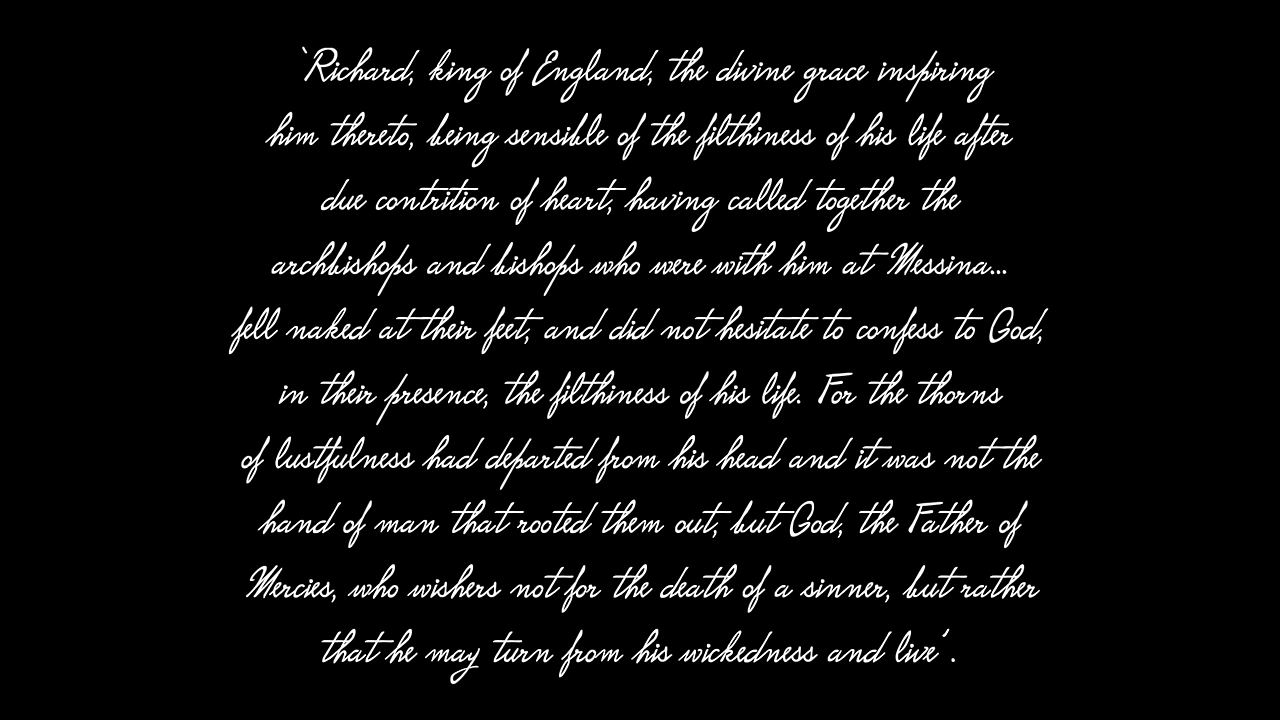 `Richard, king of England, the divine grace inspiring
him thereto, being sensible of the filthiness of his life after
due contrition of heart, having called together the
archbishops and bishops who were with him at Messina...
fell naked at their feet, and did not hesitate to confess to God,
in their presence, the filthiness of his life. For the thorns
of lustfulness had departed from his head and it was not the
hand of man that rooted them out, but God, the Father of
Mercies, who wishers not for the death of a sinner, but rather
that he may turn from his wickedness and live'.